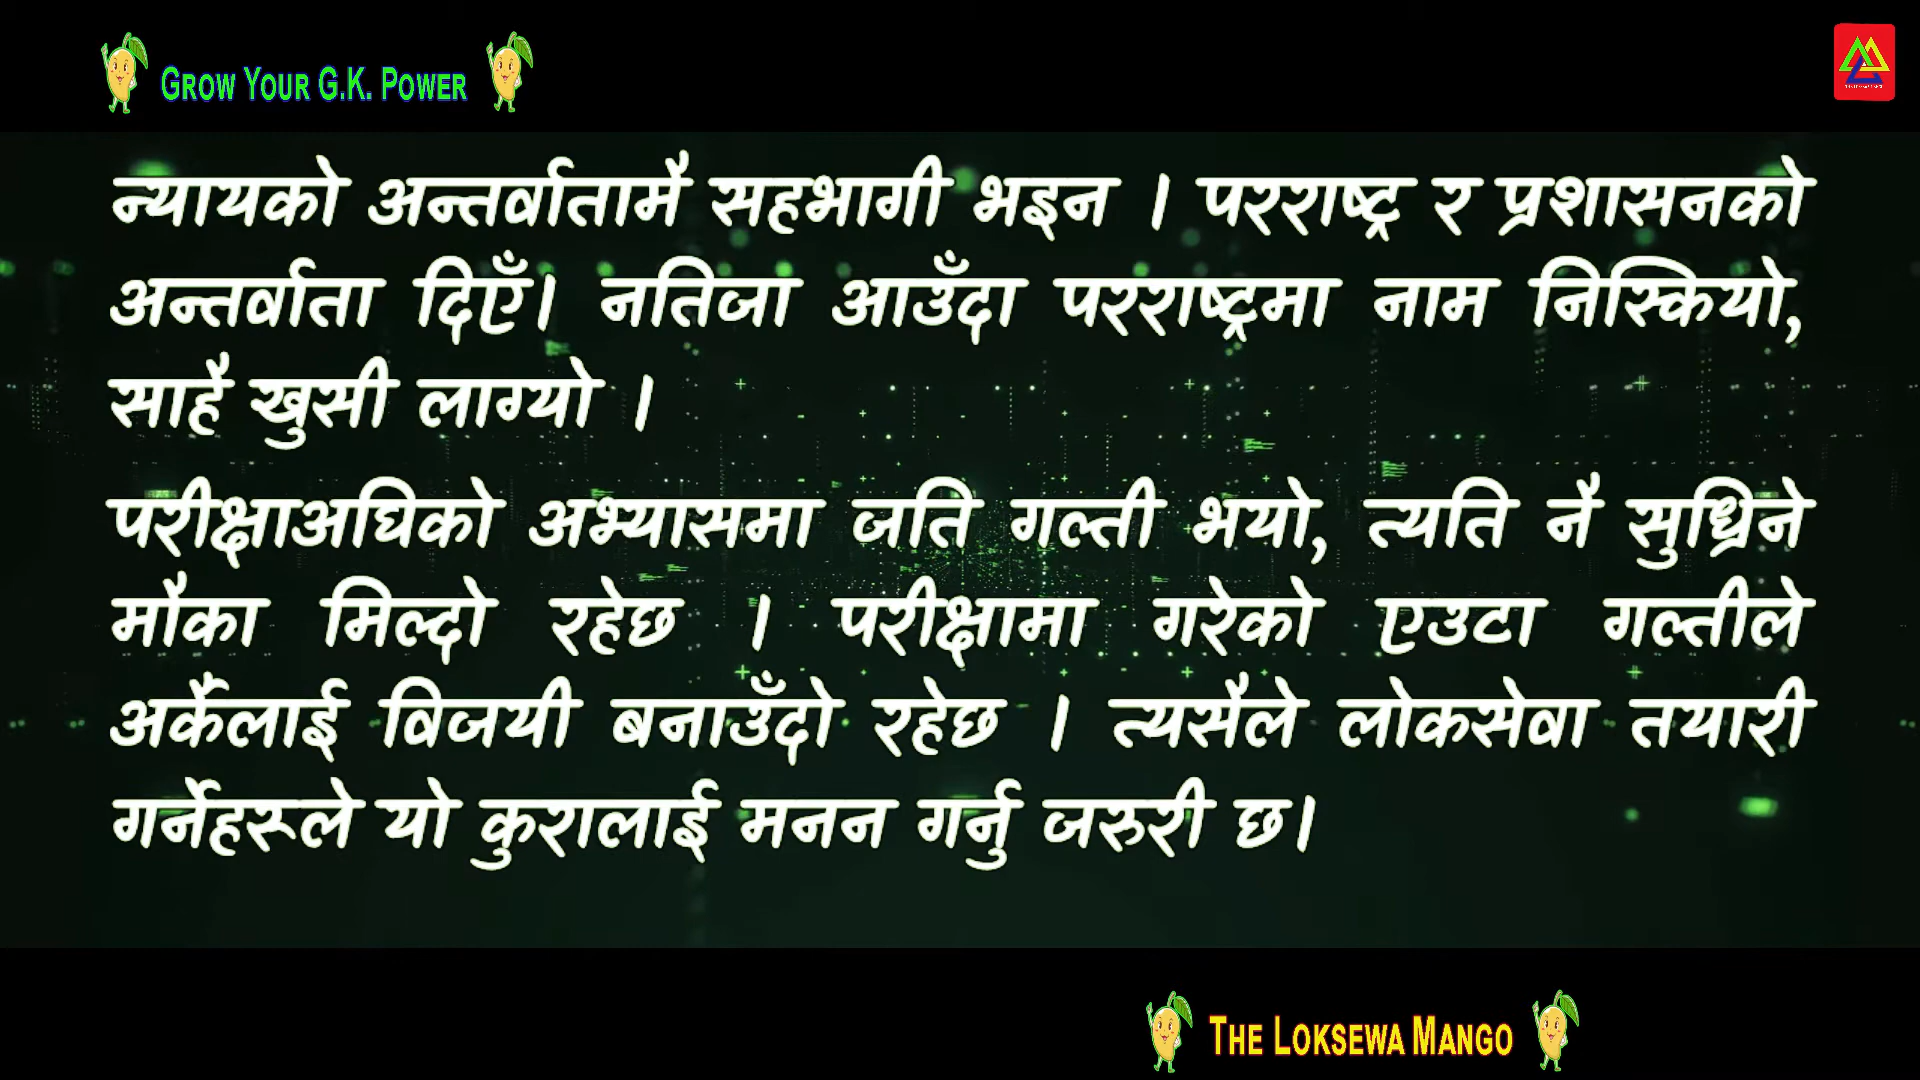 GROW YOUR G.K. POWER
न्यायको अन्तर्वातामै सहभागी भइन । परराष्ट्र र प्रशासनको
अन्तर्वाता दिएँ। नतिजा आउँदा परराष्ट्रमा नाम निस्कियो,
साहै खुसी लाग्यो ।
परीक्षाअघिको अभ्यासमा जति गल्ती भयो, त्यति नै सुध्रिने
मौका मिल्दो रहेछ । परीक्षामा गरेको एउटा गल्तीले
अर्कैलाई विजयी बनाउँदो रहेछ । त्यसैले लोकसेवा तयारी
गर्नेहरूले यो कुरालाई मनन गर्नु जरुरी छ।
THE LOKSEWA MANGO